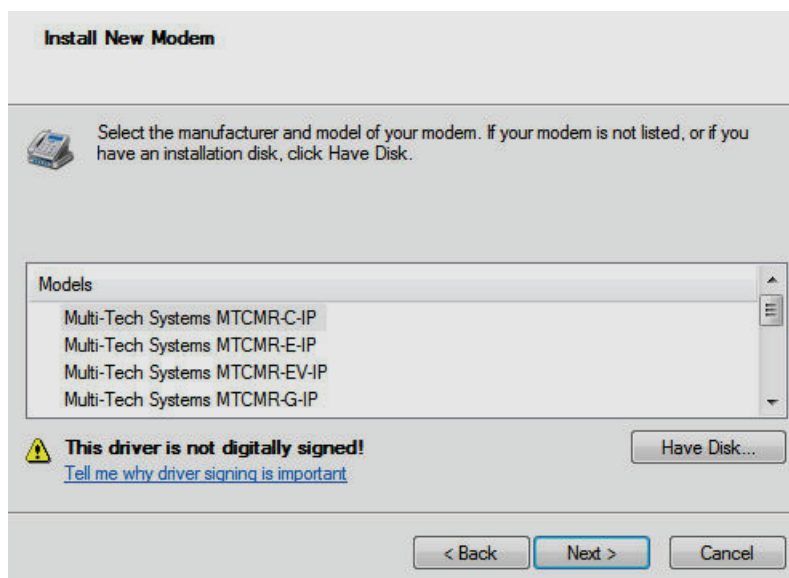 Install New Modem
Select the manufacturer and model of your modem. If your modem is not listed, or if you
have an installation disk, click Have Disk.
Models
Multi-Tech Systems MTCMR-C-IP
Multi-Tech Systems MTCMR-E-IP
Multi-Tech Systems MTCMR-EV-IP
Multi-Tech Systems MTCMR-G-IP
This driver is not digitally signed!
Have Disk...
Tell me why driver signing is important
< Back
Next >
Cancel